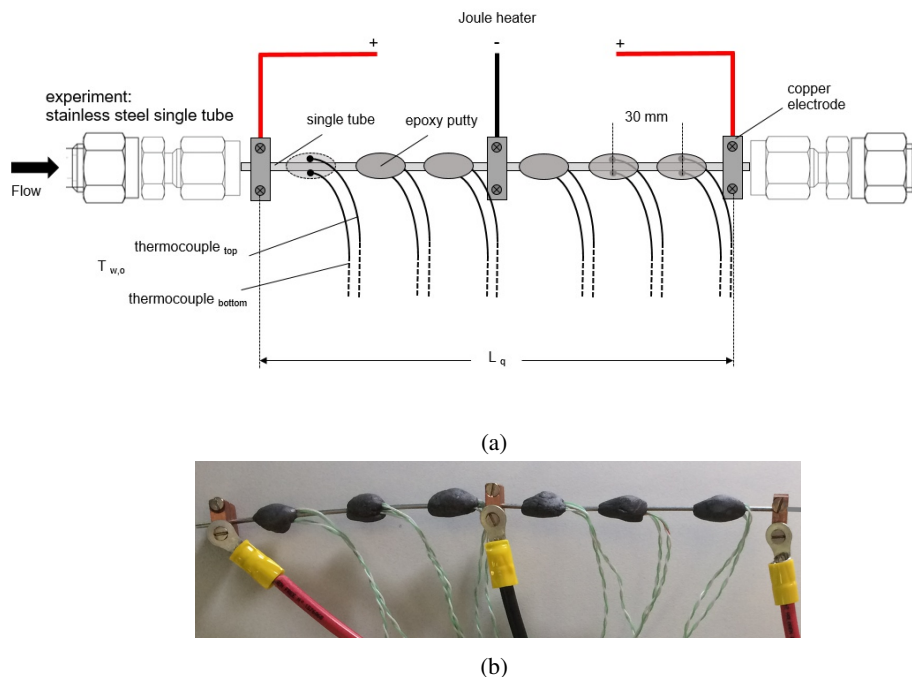 (a)
Joule heater
+
-
+
experiment:
stainless steel single tube
single tube
epoxy putty
30 mm
copper
electrode
Flow
thermocouple top
T w,o
thermocouple bottom
L q
(a)
(b)